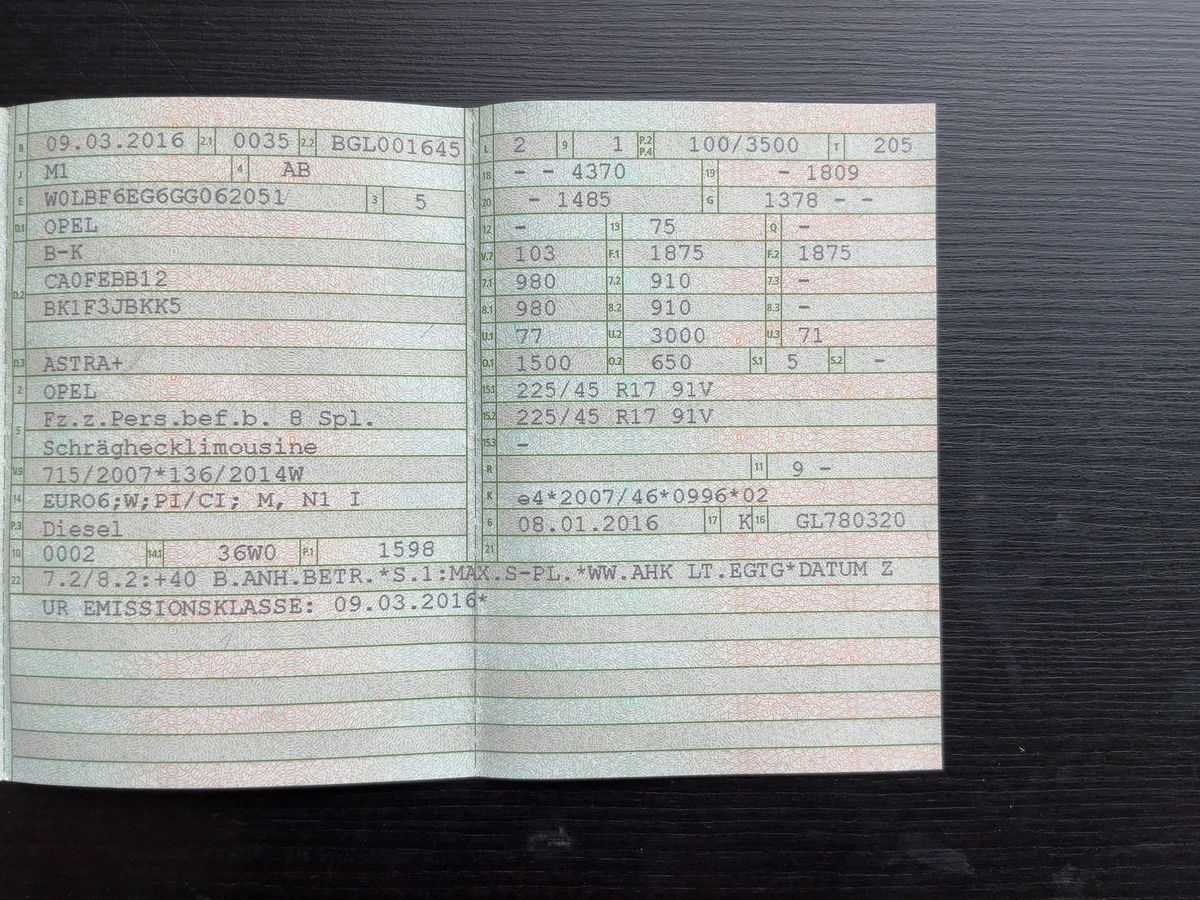 B 09.03.2016 2.1 0035 2.2 BGL001645
J M1 4 AB
E W0LBF6EG6GG062051 3 5
D.1 OPEL
B-K
D.2 CA0FEBB12
BK1F3JBKK5
D.3 ASTRA+
2 OPEL
5 Fz.z.Pers.bef.b. 8 Spl.
Schräghecklimousine
V.9 715/2007*136/2014W
14 EURO6;W;PI/CI; M, N1 I
P.3 Diesel
10 0002 14.1 36W0 P.1 1598
L 2 9 1 P.2 P.4 100/3500 T 205
18 - - 4370 19 - 1809
20 - 1485 G 1378 - -
12 - 13 75 Q -
V.7 103 F.1 1875 F.2 1875
7.1 980 7.2 910 7.3 -
8.1 980 8.2 910 8.3 -
U.1 77 U.2 3000 U.3 71
O.1 1500 O.2 650 S.1 5 S.2 -
15.1 225/45 R17 91V
15.2 225/45 R17 91V
15.3 -
R 11 9 -
K e4*2007/46*0996*02
6 08.01.2016 17 K 16 GL780320
21
22 7.2/8.2:+40 B.ANH.BETR.*S.1:MAX.S-PL.*WW.AHK LT.EGTG*DATUM Z
UR EMISSIONSKLASSE: 09.03.2016*